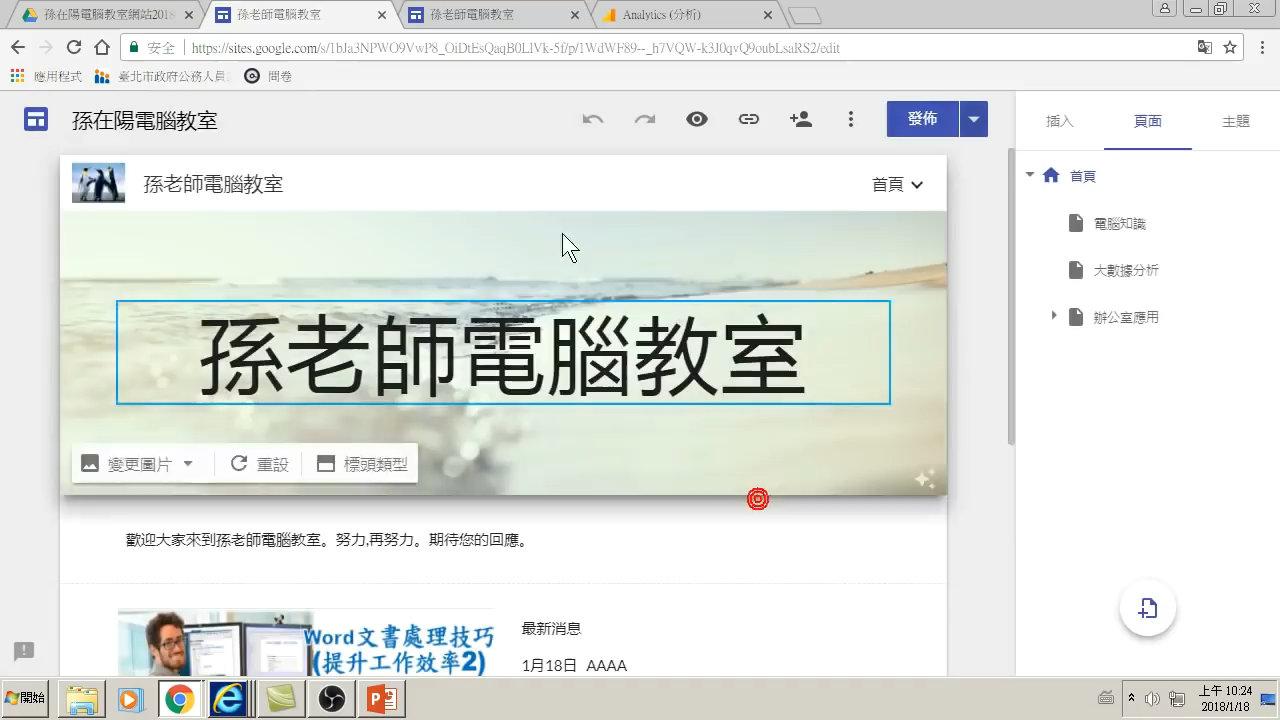 孫在陽電腦教室網站2018
孫老師電腦教室
孫老師電腦教室
Analytics (分析)
安全
https://sites.google.com/s/1bJa3NPWO9VwP8_OiDtEsQaqB0LIVk-5f/p/1WdWF89--_h7VQW-k3J0qvQ9oubLsaRS2/edit
應用程式
臺北市政府公務人員
問卷
孫在陽電腦教室
發佈
插入
頁面
主題
孫老師電腦教室
首頁
首頁
電腦知識
大數據分析
辦公室應用
孫老師電腦教室
變更圖片
重設
標頭類型
歡迎大家來到孫老師電腦教室。努力,再努力。期待您的回應。
Word文書處理技巧
(提升工作效率2)
最新消息
1月18日 AAAA
開始
上午 10:24
2018/1/18